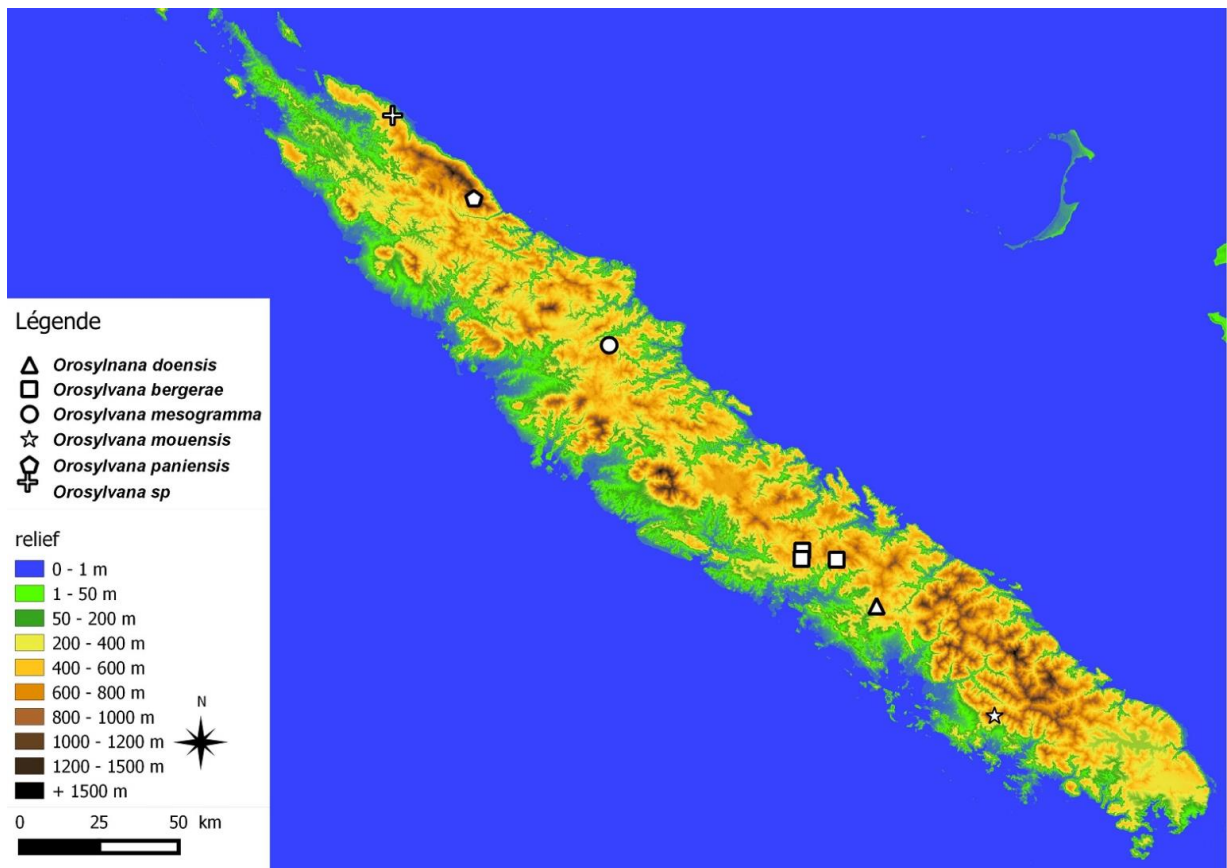 Légende
Orosylnana doensis
Orosylvana bergerae
Orosylvana mesogramma
Orosylvana mouensis
Orosylvana paniensis
Orosylvana sp
relief
0 - 1 m
1 - 50 m
50 - 200 m
200 - 400 m
400 - 600 m
600 - 800 m
800 - 1000 m
1000 - 1200 m
1200 - 1500 m
+ 1500 m
N
0 25 50 km